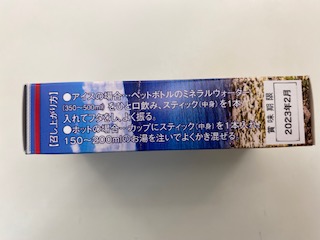 【召し上がり方】
●アイスの場合…ペットボトルのミネラルウォーター
(350～500ml)をひと口飲み、スティック(中身)を1本
入れてフタをし、よく振る。
●ホットの場合…カップにスティック(中身)を1本
150～200mlのお湯を注いでよくかき混ぜる
賞味期限
2023年2月